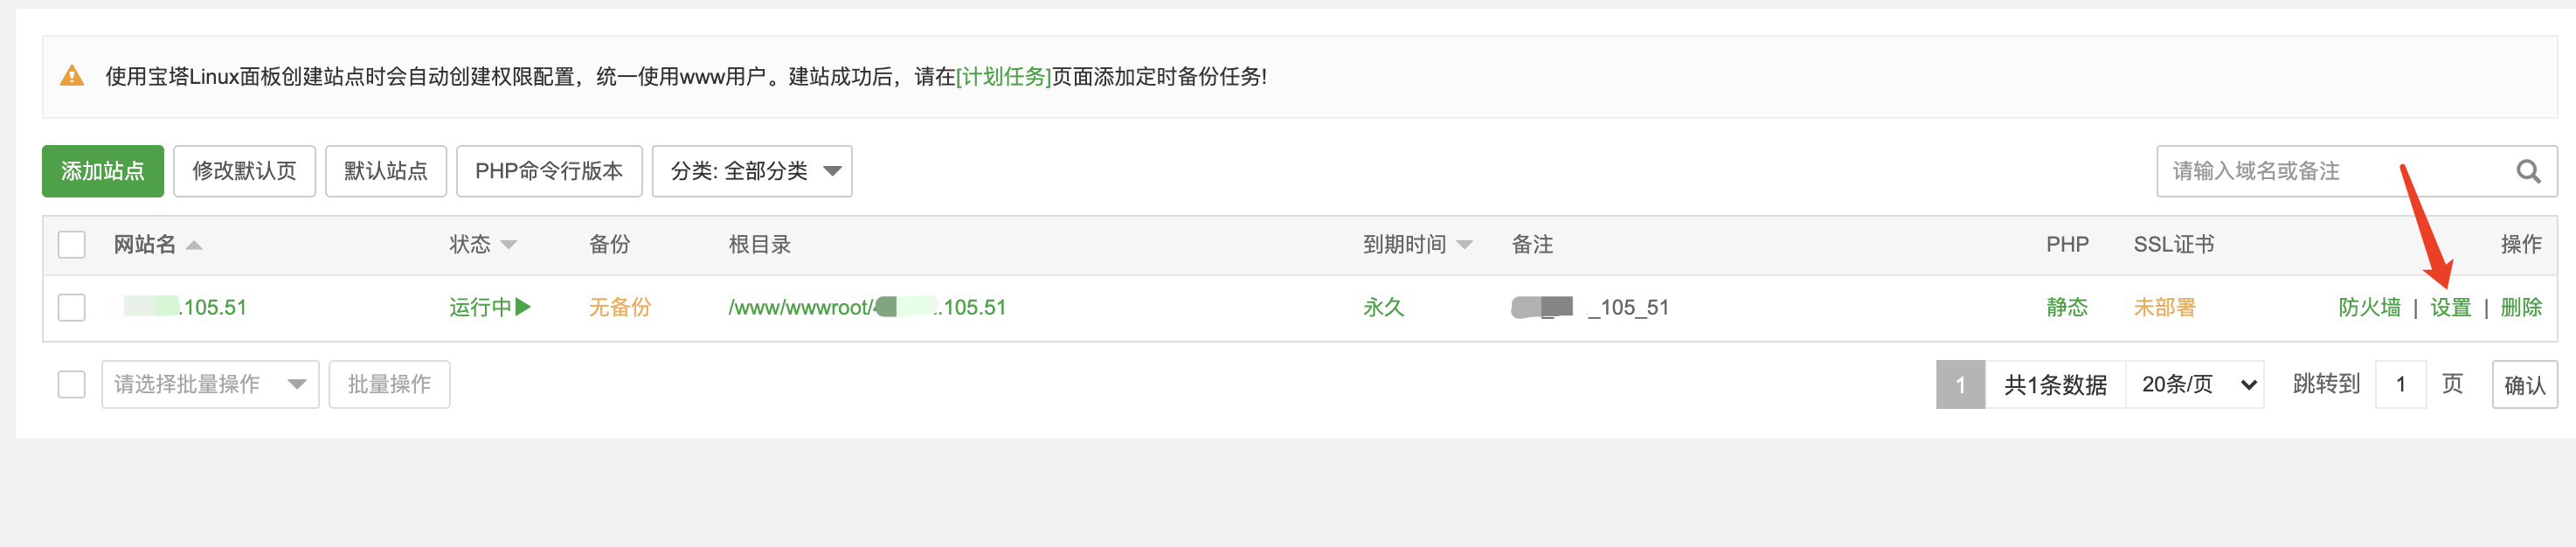 使用宝塔Linux面板创建站点时会自动创建权限配置，统一使用www用户。建站成功后，请在[计划任务]页面添加定时备份任务!
添加站点 修改默认页 默认站点 PHP命令行版本 分类: 全部分类 请输入域名或备注
网站名 状态 备份 根目录 到期时间 备注 PHP SSL证书 操作
.105.51 运行中 无备份 /www/wwwroot/ .105.51 永久 _105_51 静态 未部署 防火墙 | 设置 | 删除
请选择批量操作 批量操作 1 共1条数据 20条/页 跳转到 1 页 确认